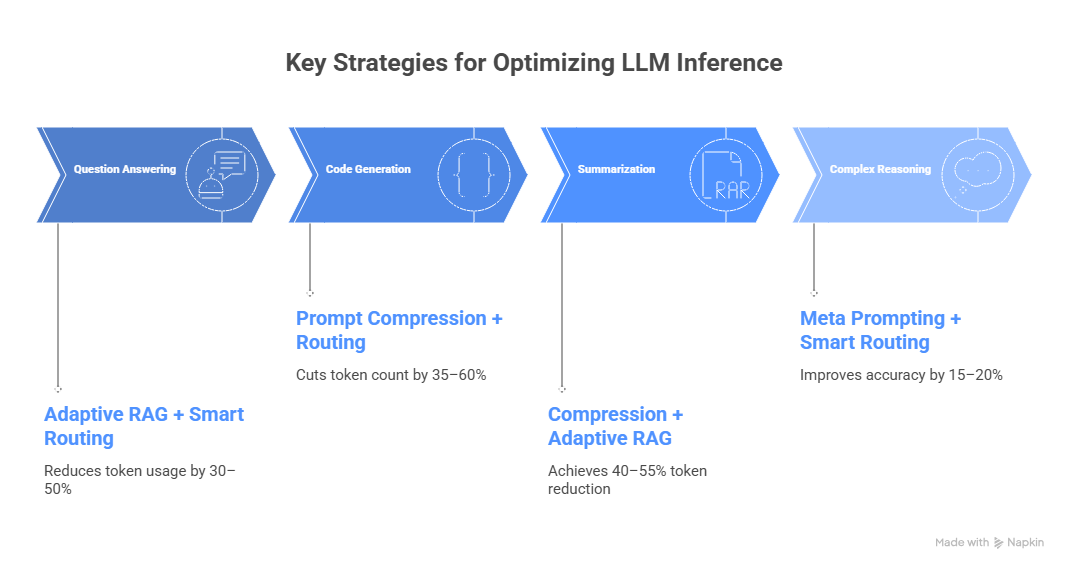 Key Strategies for Optimizing LLM Inference
Question Answering
Code Generation
Summarization
RAR
Complex Reasoning
Prompt Compression +
Routing
Cuts token count by 35–60%
Meta Prompting +
Smart Routing
Improves accuracy by 15–20%
Adaptive RAG + Smart
Routing
Reduces token usage by 30–
50%
Compression +
Adaptive RAG
Achieves 40–55% token
reduction
Made with Napkin